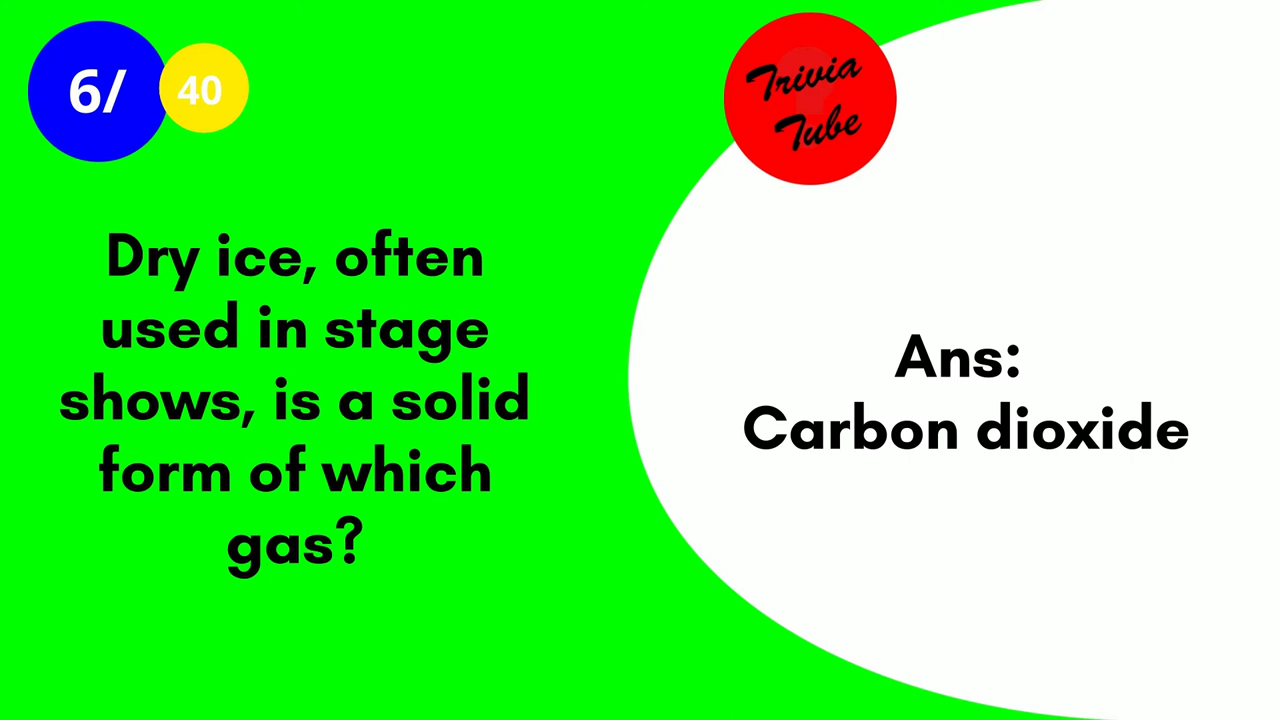 6/
40
Trivia
Tube
Dry ice, often
used in stage
shows, is a solid
form of which
gas?
Ans:
Carbon dioxide